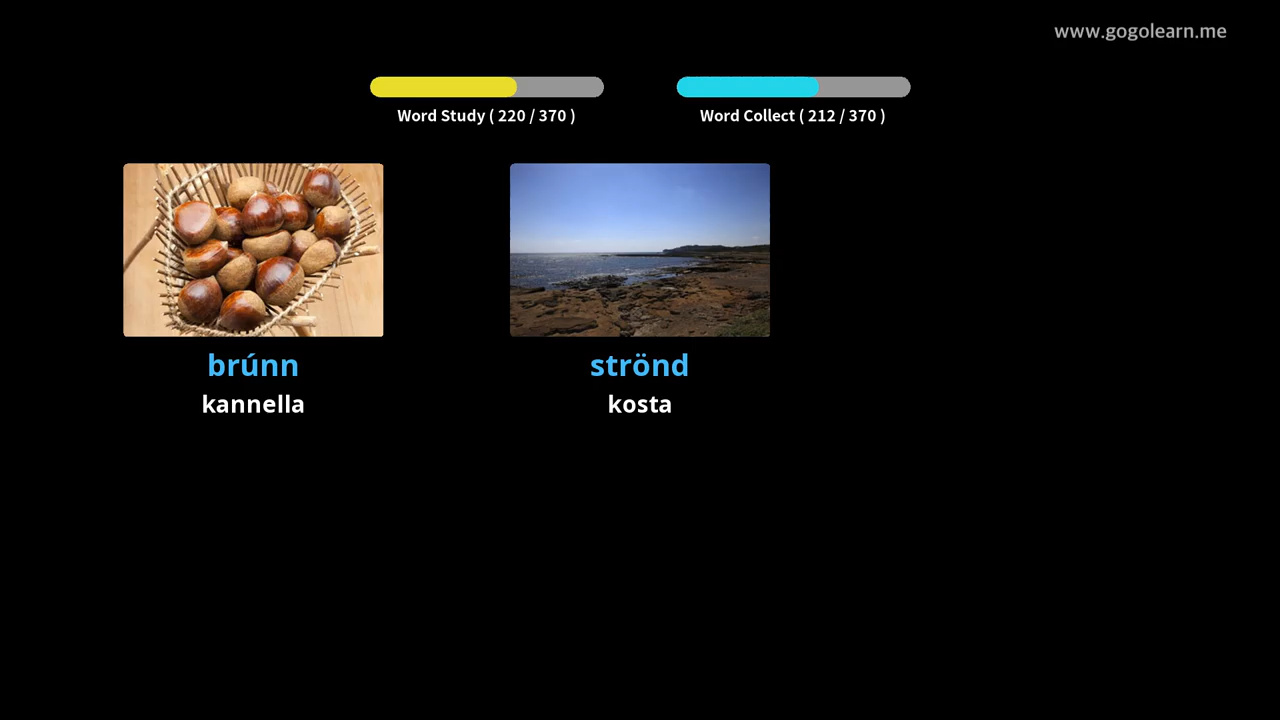 www.gogolearn.me
Word Study ( 220 / 370 )
Word Collect ( 212 / 370 )
brúnn
kannella
strönd
kosta